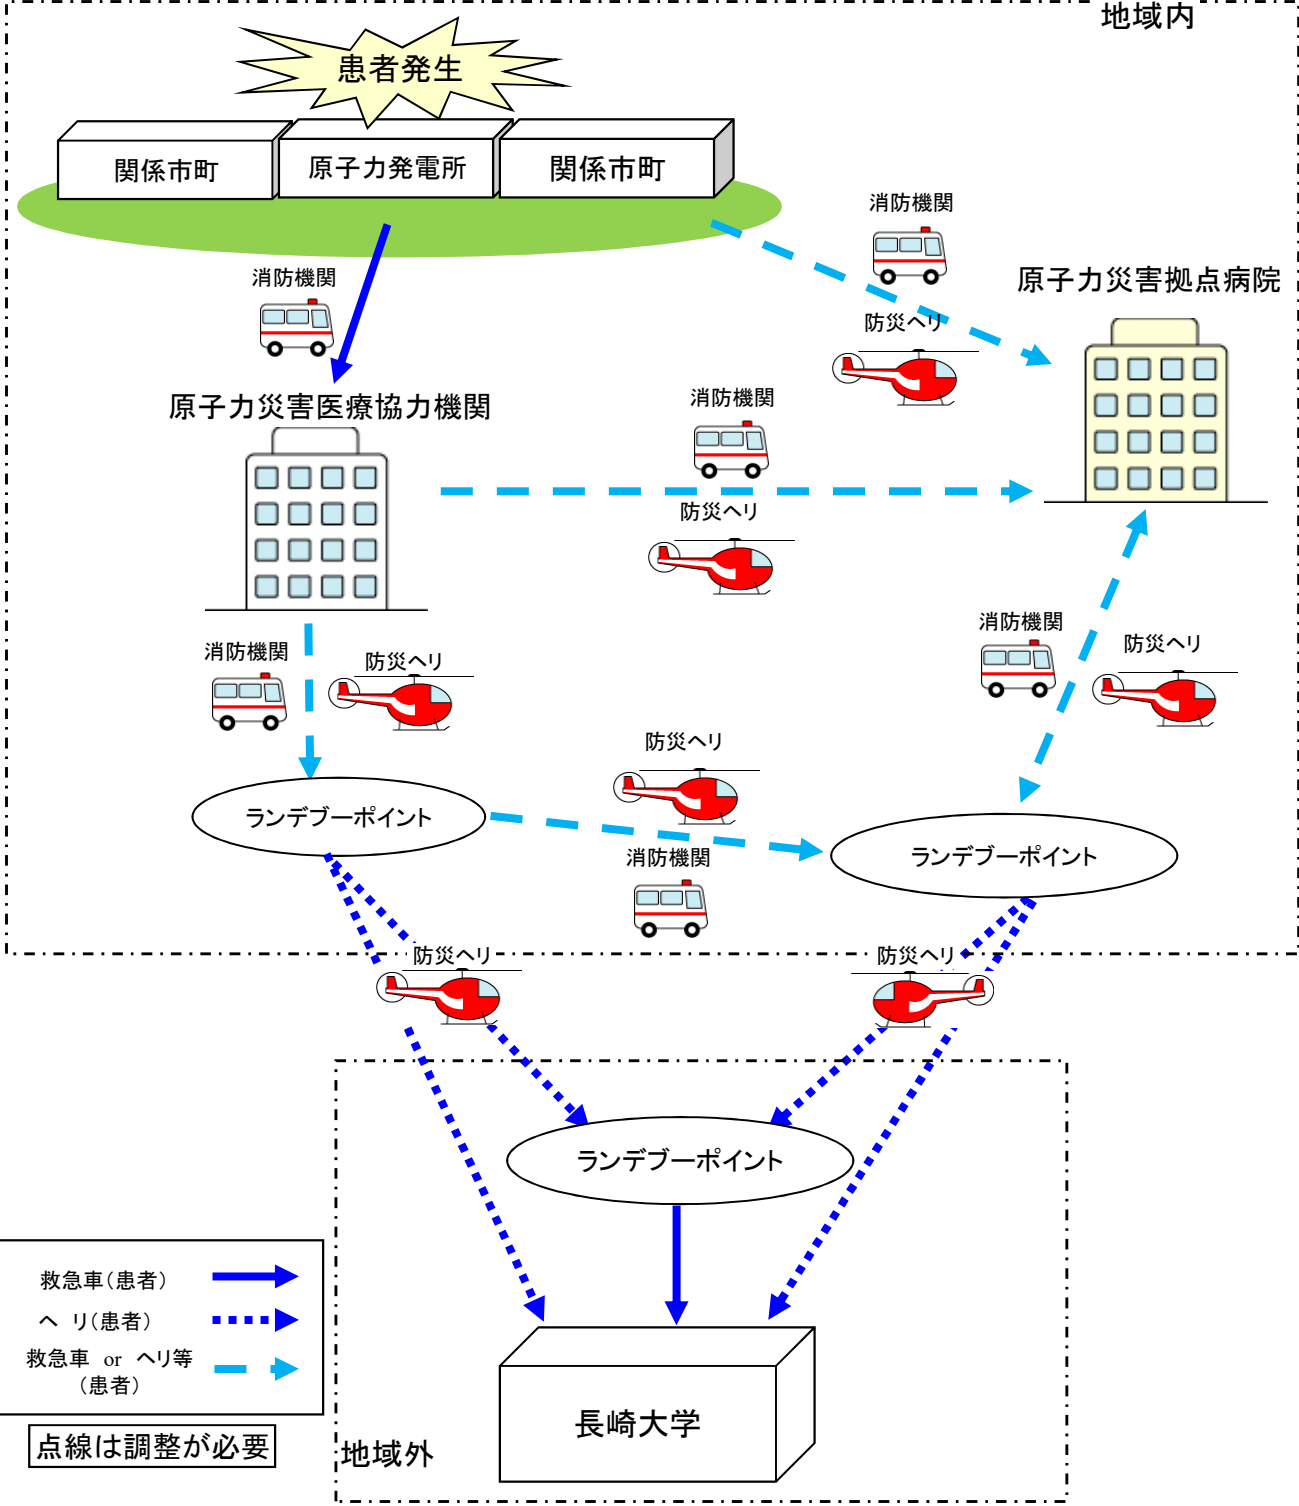 地域内
患者発生
関係市町
原子力発電所
関係市町
消防機関
消防機関
原子力災害拠点病院
防災ヘリ
原子力災害医療協力機関
消防機関
防災ヘリ
消防機関
防災ヘリ
消防機関
防災ヘリ
防災ヘリ
ランデブーポイント
消防機関
ランデブーポイント
防災ヘリ
防災ヘリ
ランデブーポイント
救急車（患者）
ヘ リ（患者）
救急車 or ヘリ等
（患者）
点線は調整が必要
長崎大学
地域外